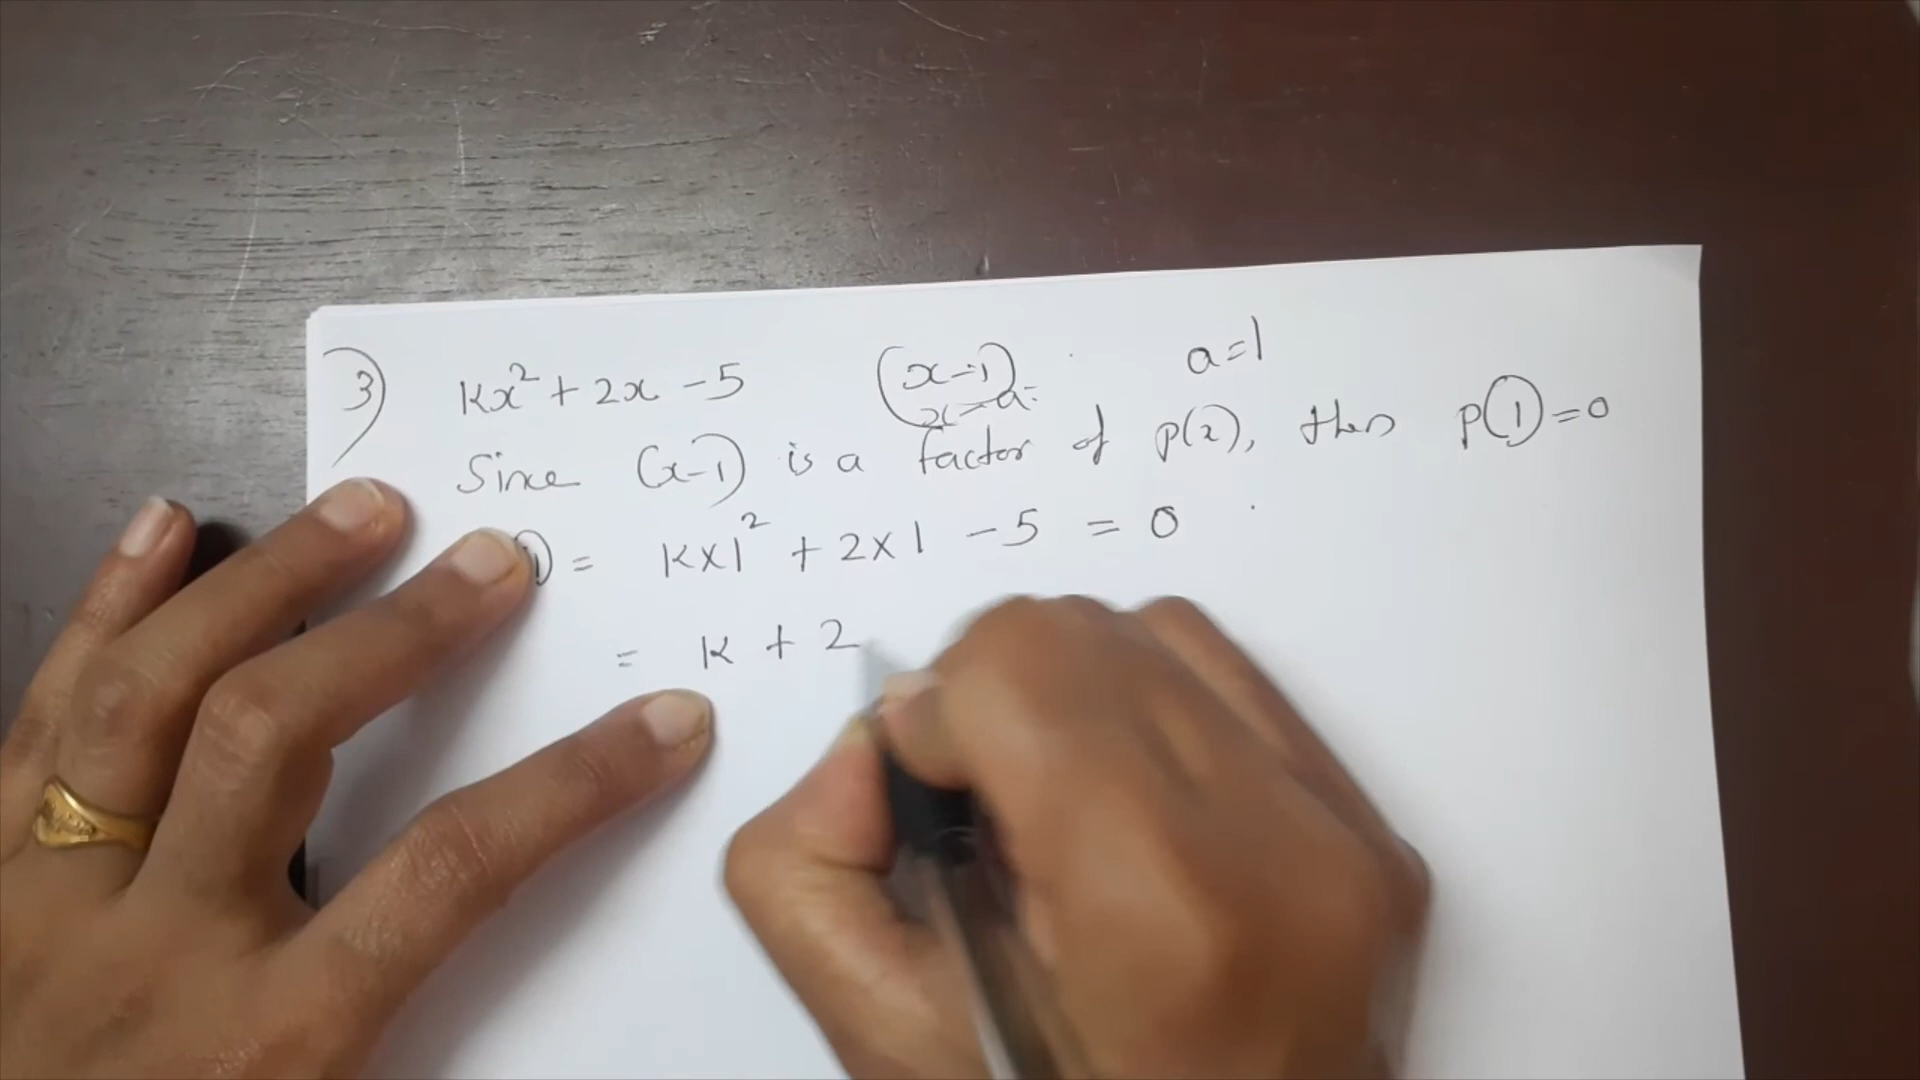 3) kx² + 2x - 5 (x-1) a=1
x-a
Since (x-1) is a factor of p(x), then p(1)=0
1) = k×1² + 2×1 - 5 = 0
= k + 2